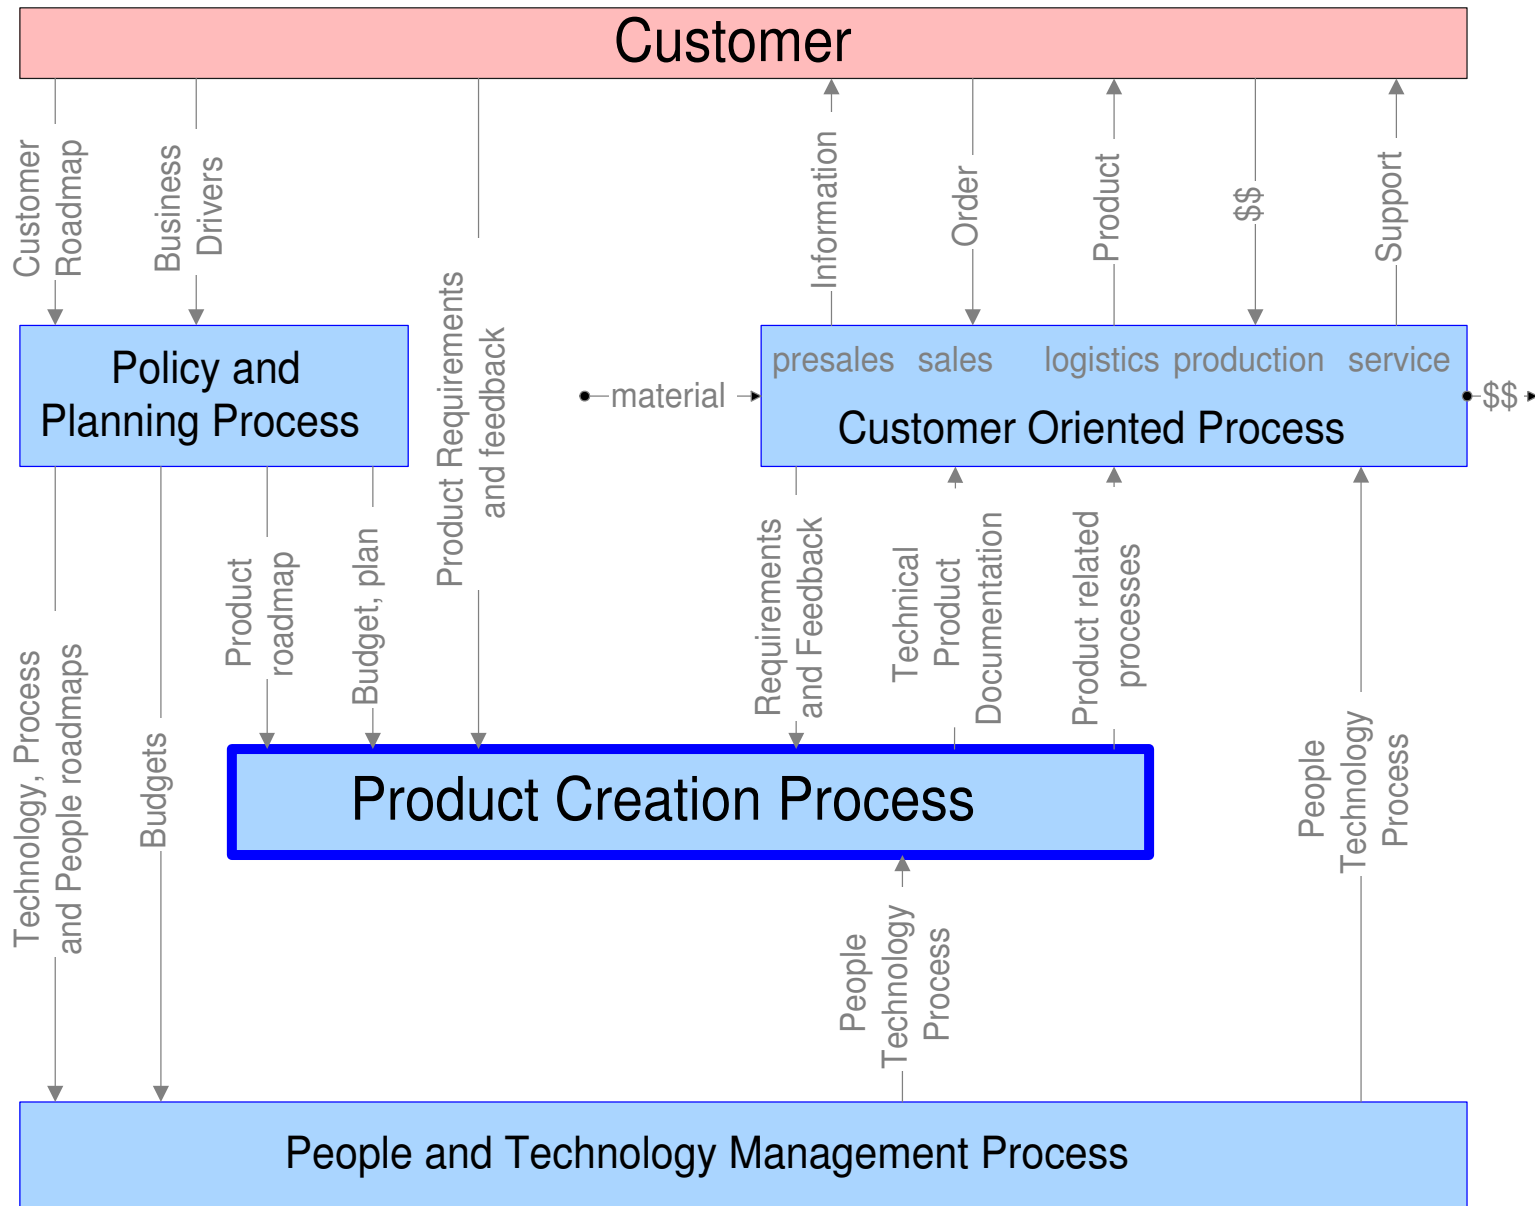 Customer
Customer
Roadmap
Business
Drivers
Product Requirements
and feedback
Information
Order
Product
$$
Support
Policy and
Planning Process
presales
sales
logistics
production
service
material
Customer Oriented Process
$$
Technology, Process
and People roadmaps
Budgets
Product
roadmap
Budget, plan
Requirements
and Feedback
Technical
Product
Documentation
Product related
processes
People
Technology
Process
Product Creation Process
People
Technology
Process
People and Technology Management Process